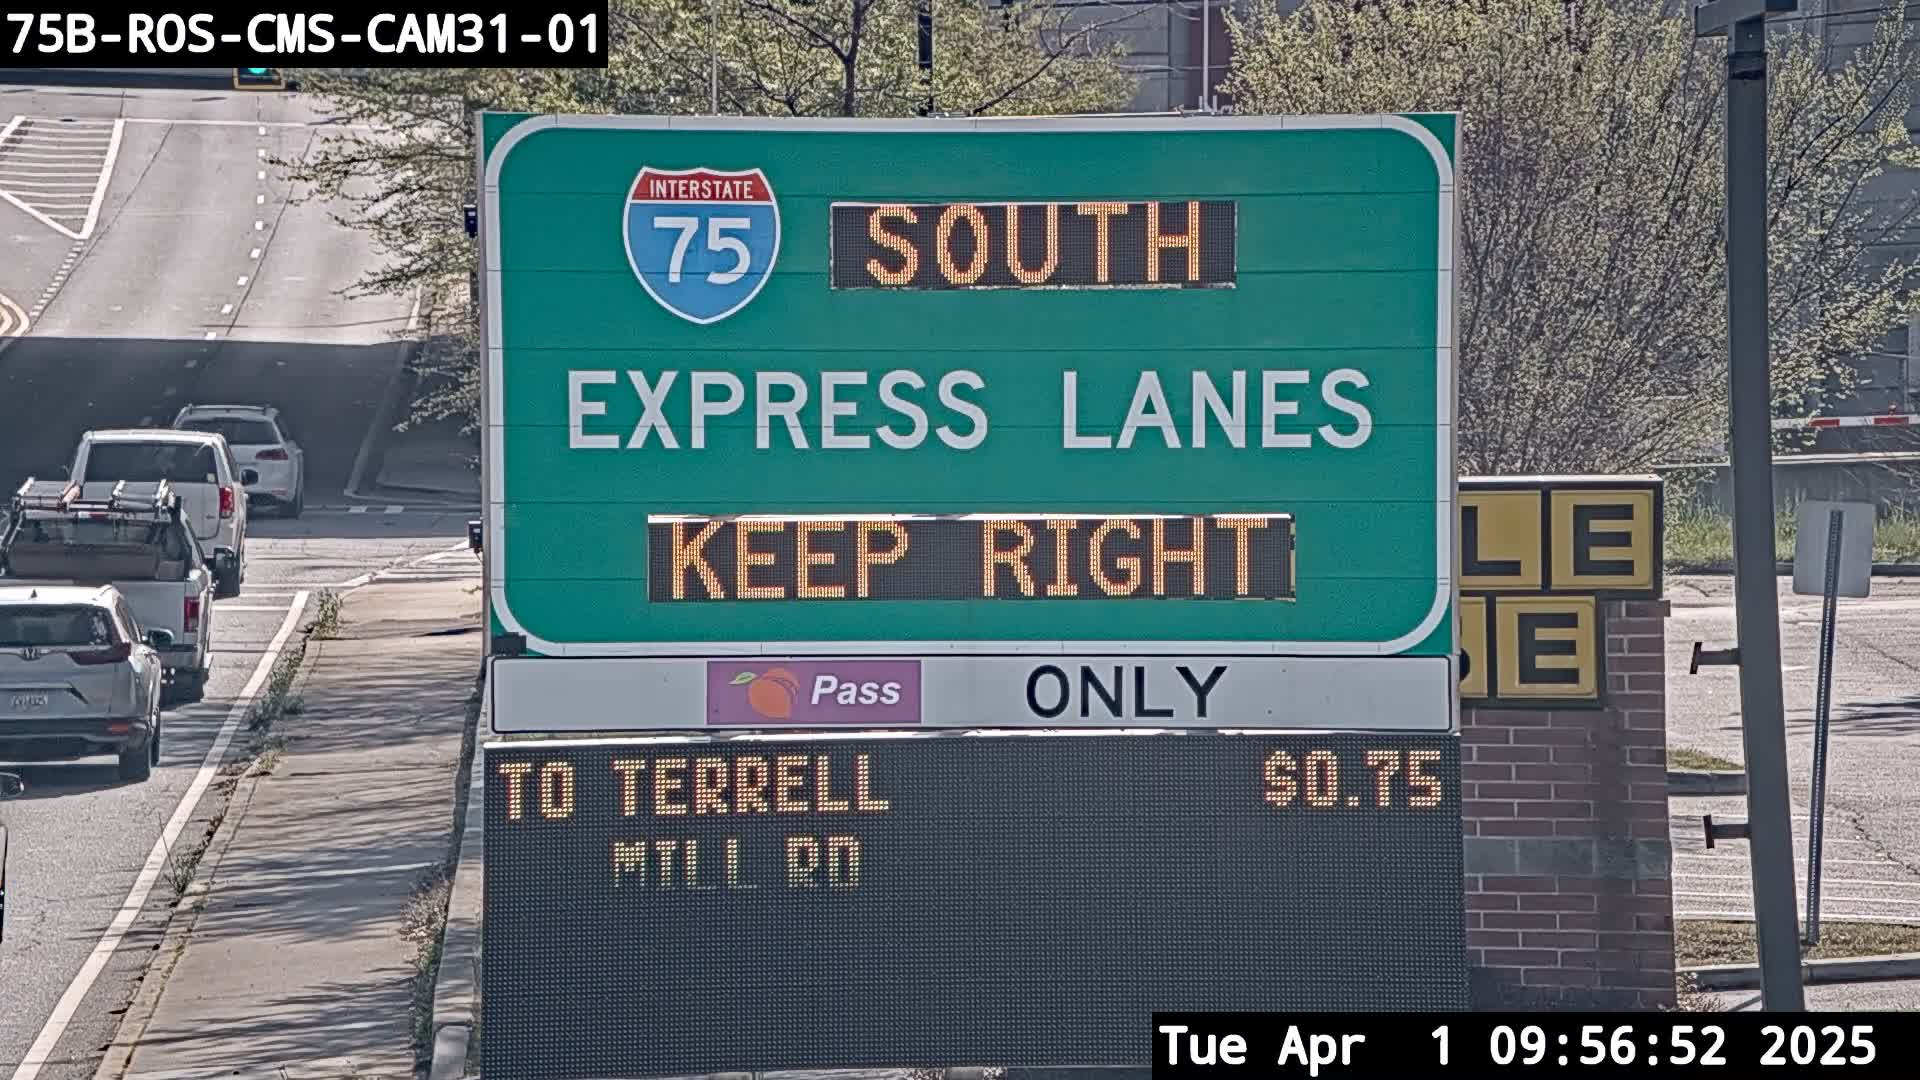 75B-ROS-CMS-CAM31-01
INTERSTATE
75
SOUTH
EXPRESS LANES
KEEP RIGHT
Pass ONLY
TO TERRELL $0.75
MILL RD
LE
E
Tue Apr 1 09:56:52 2025